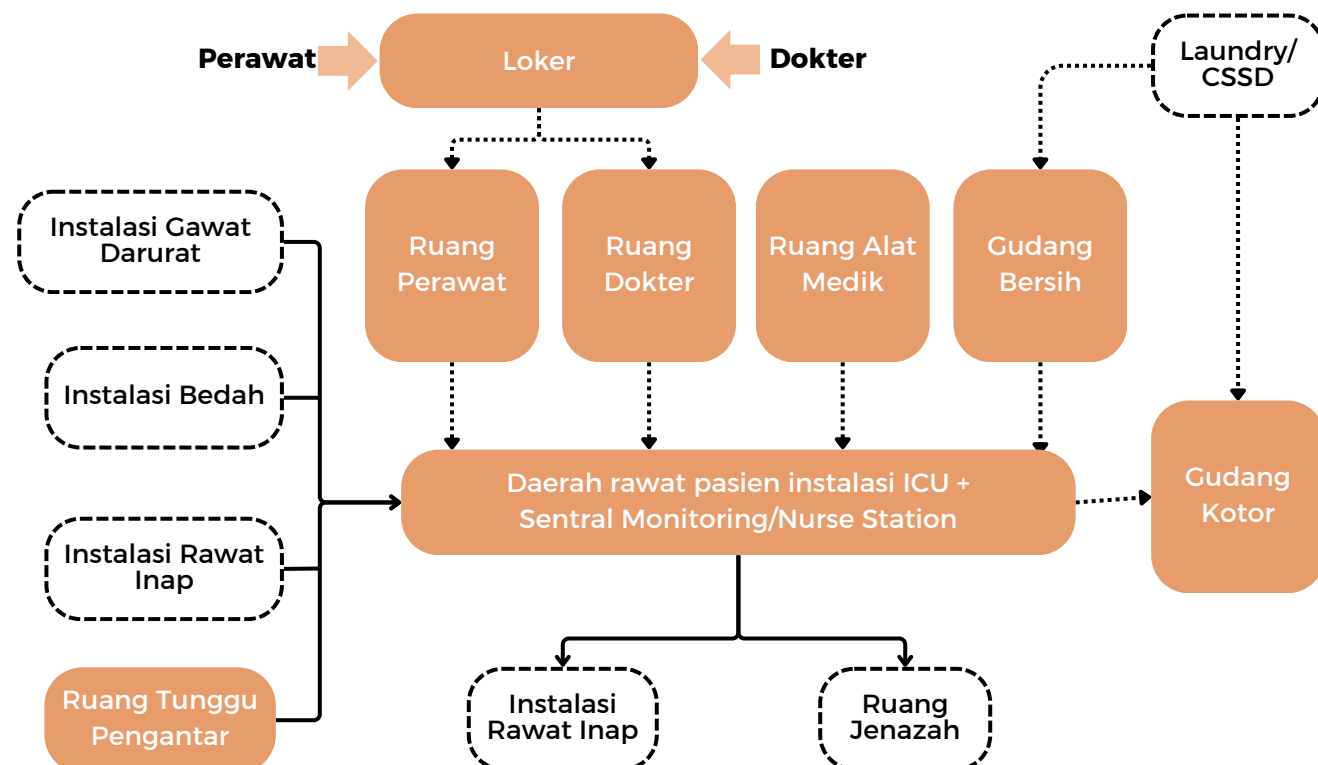 Perawat
Loker
Dokter
Laundry/
CSSD
Instalasi Gawat
Darurat
Ruang
Perawat
Ruang
Dokter
Ruang Alat
Medik
Gudang
Bersih
Instalasi Bedah
Daerah rawat pasien instalasi ICU +
Sentral Monitoring/Nurse Station
Gudang
Kotor
Instalasi Rawat
Inap
Ruang Tunggu
Pengantar
Instalasi
Rawat Inap
Ruang
Jenazah